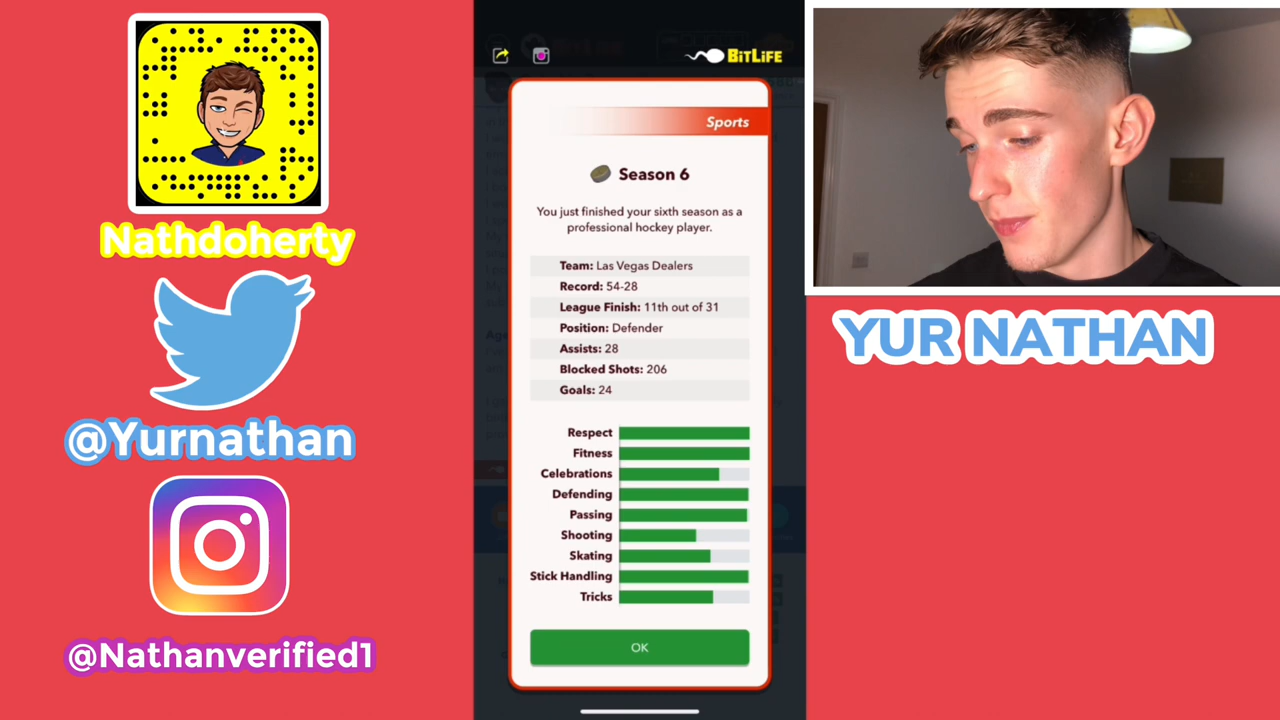 Nathdoherty
@Yurnathan
@Nathanverified1
BitLife
Sports
Season 6
You just finished your sixth season as a
professional hockey player.
Team: Las Vegas Dealers
Record: 54-28
League Finish: 11th out of 31
Position: Defender
Assists: 28
Blocked Shots: 206
Goals: 24
Respect
Fitness
Celebrations
Defending
Passing
Shooting
Skating
Stick Handling
Tricks
OK
YUR NATHAN